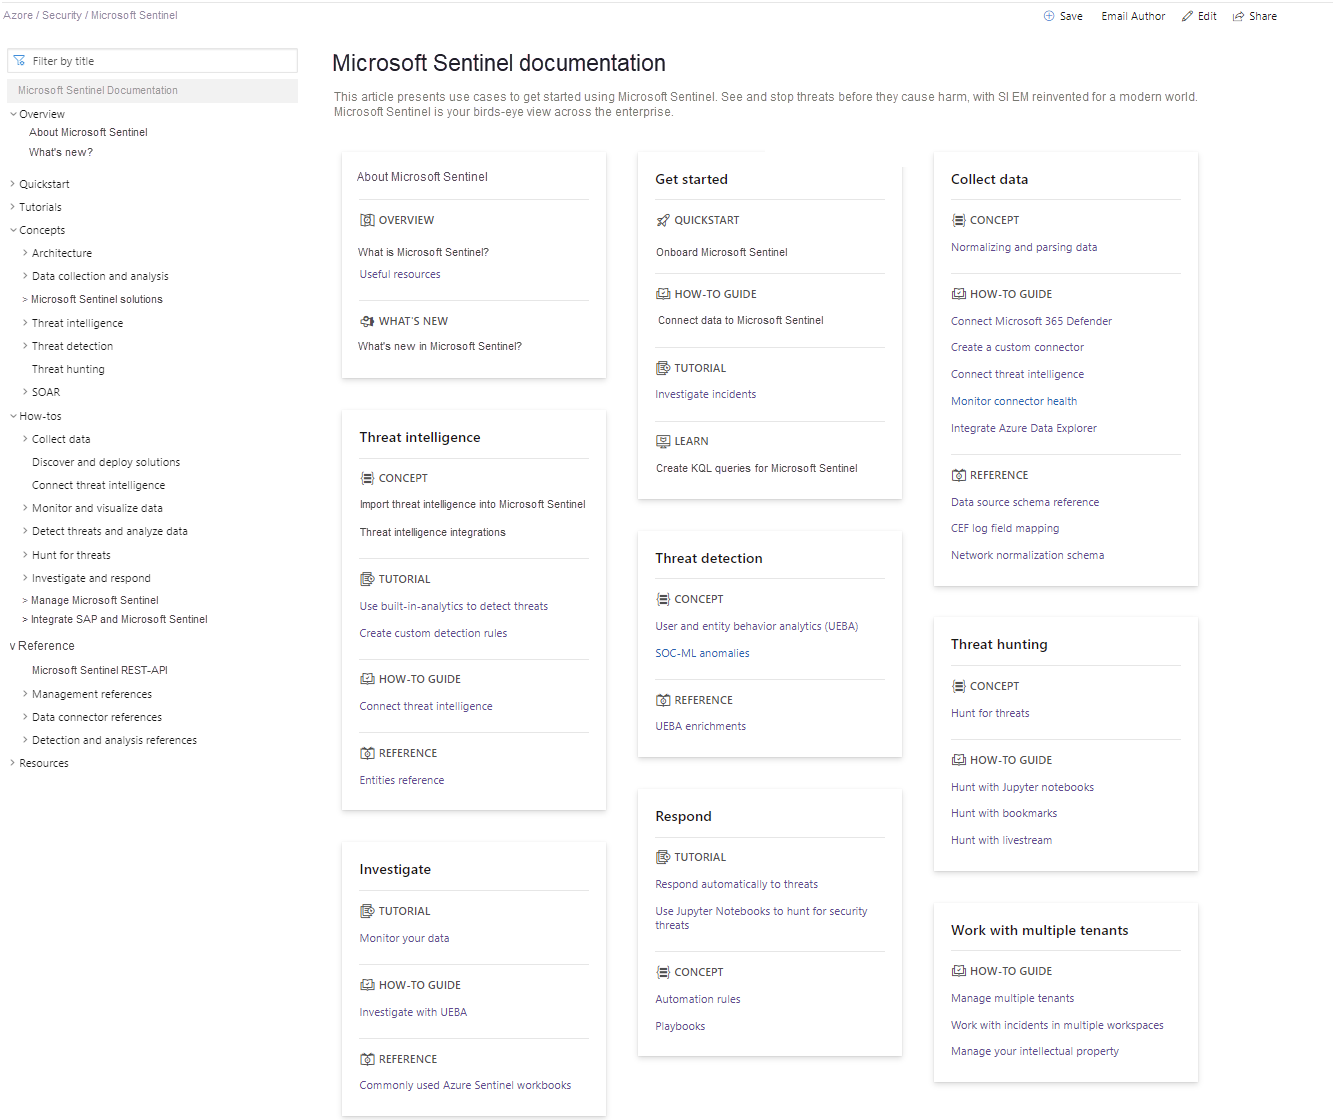 Azore / Security / Microsoft Sentinel
Save Email Author Edit Share
Filter by title
Microsoft Sentinel Documentation
Overview
About Microsoft Sentinel
What's new?
Quickstart
Tutorials
Concepts
Architecture
Data collection and analysis
> Microsoft Sentinel solutions
Threat intelligence
Threat detection
Threat hunting
SOAR
How-tos
Collect data
Discover and deploy solutions
Connect threat intelligence
Monitor and visualize data
Detect threats and analyze data
Hunt for threats
Investigate and respond
> Manage Microsoft Sentinel
> Integrate SAP and Microsoft Sentinel
v Reference
Microsoft Sentinel REST-API
Management references
Data connector references
Detection and analysis references
Resources
Microsoft Sentinel documentation
This article presents use cases to get started using Microsoft Sentinel. See and stop threats before they cause harm, with SI EM reinvented for a modern world.
Microsoft Sentinel is your birds-eye view across the enterprise.
About Microsoft Sentinel
OVERVIEW
What is Microsoft Sentinel?
Useful resources
WHAT'S NEW
What's new in Microsoft Sentinel?
Threat intelligence
CONCEPT
Import threat intelligence into Microsoft Sentinel
Threat intelligence integrations
TUTORIAL
Use built-in-analytics to detect threats
Create custom detection rules
HOW-TO GUIDE
Connect threat intelligence
REFERENCE
Entities reference
Investigate
TUTORIAL
Monitor your data
HOW-TO GUIDE
Investigate with UEBA
REFERENCE
Commonly used Azure Sentinel workbooks
Get started
QUICKSTART
Onboard Microsoft Sentinel
HOW-TO GUIDE
Connect data to Microsoft Sentinel
TUTORIAL
Investigate incidents
LEARN
Create KQL queries for Microsoft Sentinel
Threat detection
CONCEPT
User and entity behavior analytics (UEBA)
SOC-ML anomalies
REFERENCE
UEBA enrichments
Respond
TUTORIAL
Respond automatically to threats
Use Jupyter Notebooks to hunt for security
threats
CONCEPT
Automation rules
Playbooks
Collect data
CONCEPT
Normalizing and parsing data
HOW-TO GUIDE
Connect Microsoft 365 Defender
Create a custom connector
Connect threat intelligence
Monitor connector health
Integrate Azure Data Explorer
REFERENCE
Data source schema reference
CEF log field mapping
Network normalization schema
Threat hunting
CONCEPT
Hunt for threats
HOW-TO GUIDE
Hunt with Jupyter notebooks
Hunt with bookmarks
Hunt with livestream
Work with multiple tenants
HOW-TO GUIDE
Manage multiple tenants
Work with incidents in multiple workspaces
Manage your intellectual property